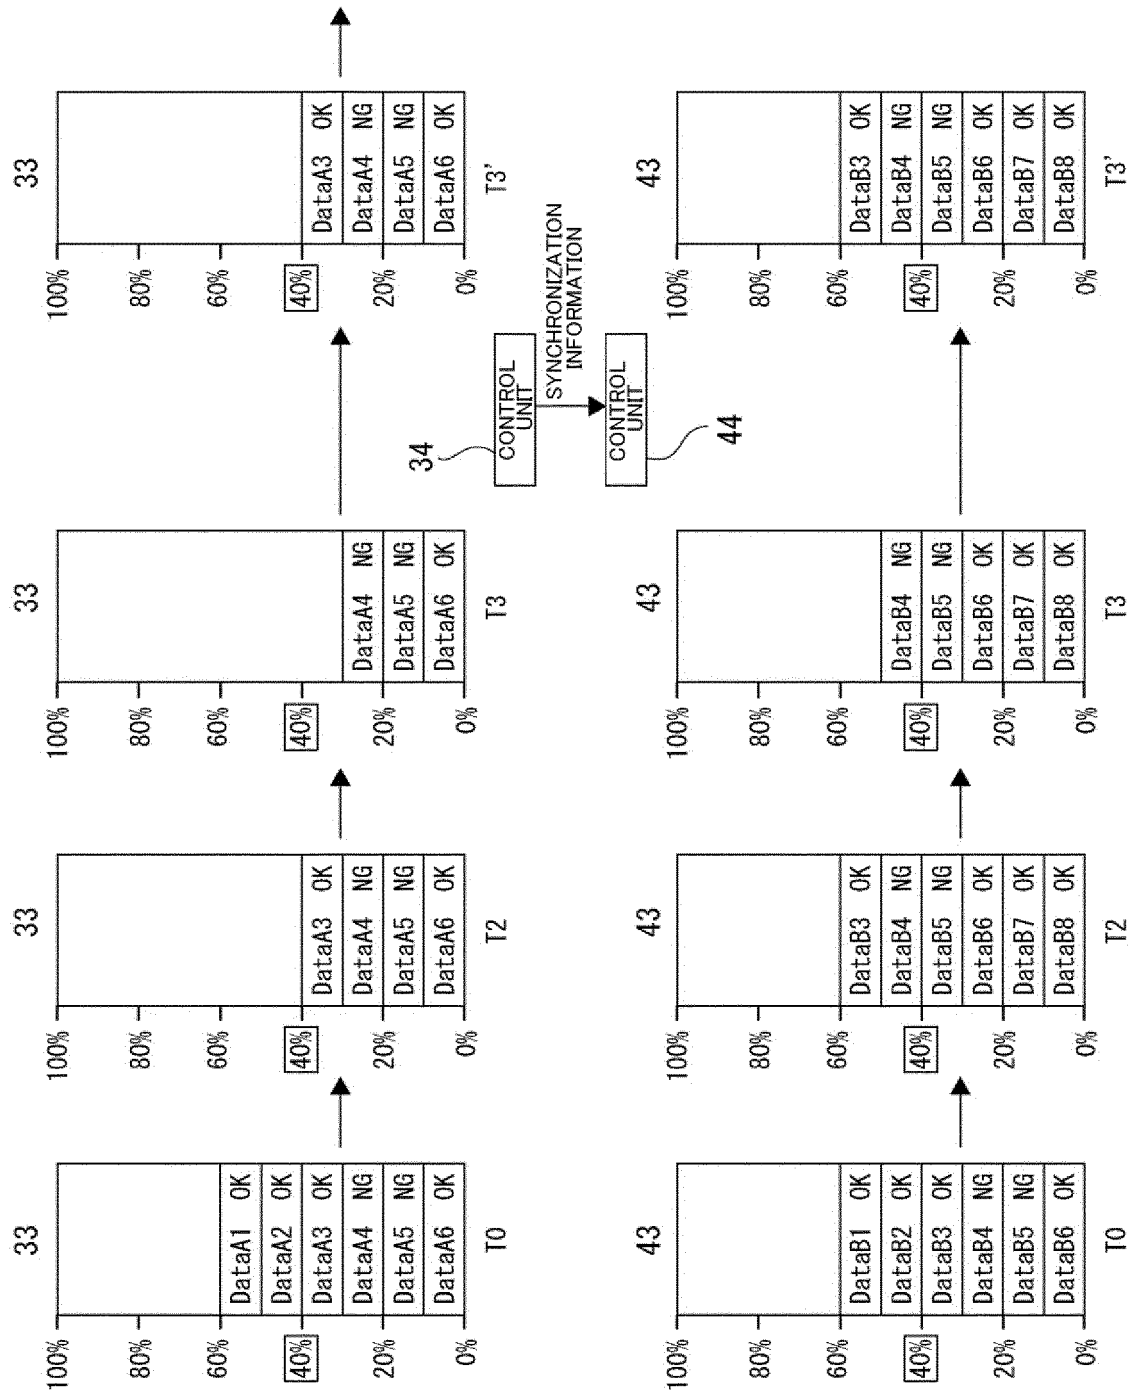 33
100%
80%
60%
40%
20%
0%
DataA1 OK
DataA2 OK
DataA3 OK
DataA4 NG
DataA5 NG
DataA6 OK
T0
33
100%
80%
60%
40%
20%
0%
DataA3 OK
DataA4 NG
DataA5 NG
DataA6 OK
T2
33
100%
80%
60%
40%
20%
0%
DataA4 NG
DataA5 NG
DataA6 OK
T3
33
100%
80%
60%
40%
20%
0%
DataA3 OK
DataA4 NG
DataA5 NG
DataA6 OK
T3'
34
CONTROL
UNIT
SYNCHRONIZATION
INFORMATION
CONTROL
UNIT
44
43
100%
80%
60%
40%
20%
0%
DataB1 OK
DataB2 OK
DataB3 OK
DataB4 NG
DataB5 NG
DataB6 OK
T0
43
100%
80%
60%
40%
20%
0%
DataB3 OK
DataB4 NG
DataB5 NG
DataB6 OK
DataB7 OK
DataB8 OK
T2
43
100%
80%
60%
40%
20%
0%
DataB4 NG
DataB5 NG
DataB6 OK
DataB7 OK
DataB8 OK
T3
43
100%
80%
60%
40%
20%
0%
DataB3 OK
DataB4 NG
DataB5 NG
DataB6 OK
DataB7 OK
DataB8 OK
T3'